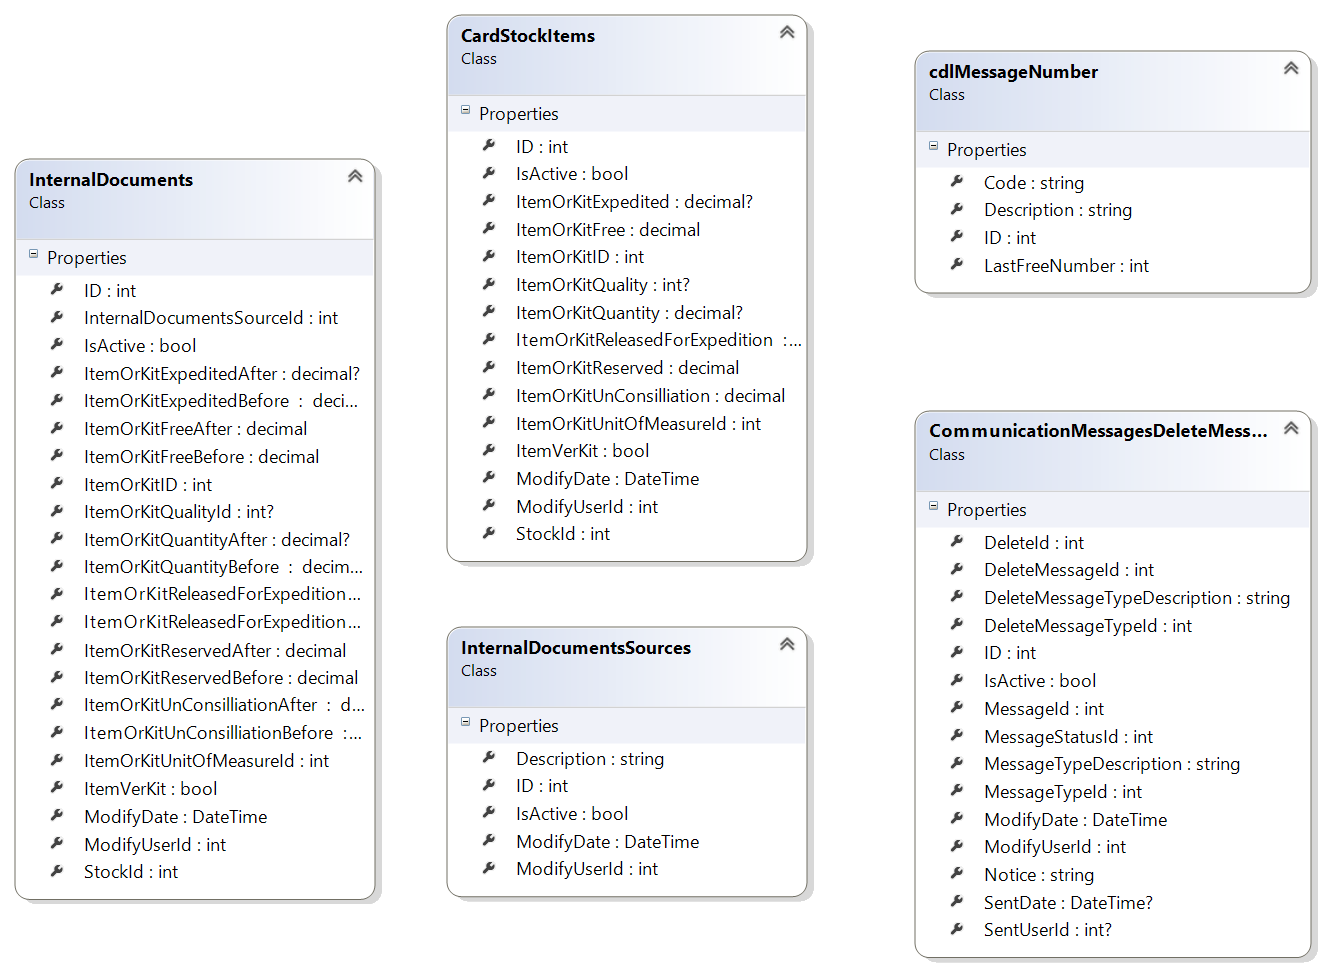 InternalDocuments
Class
Properties
ID : int
InternalDocumentsSourceId : int
IsActive : bool
ItemOrKitExpeditedAfter : decimal?
ItemOrKitExpeditedBefore : deci...
ItemOrKitFreeAfter : decimal
ItemOrKitFreeBefore : decimal
ItemOrKitID : int
ItemOrKitQualityId : int?
ItemOrKitQuantityAfter : decimal?
ItemOrKitQuantityBefore : decim...
ItemOrKitReleasedForExpedition...
ItemOrKitReleasedForExpedition...
ItemOrKitReservedAfter : decimal
ItemOrKitReservedBefore : decimal
ItemOrKitUnConsilliationAfter : d...
ItemOrKitUnConsilliationBefore :...
ItemOrKitUnitOfMeasureId : int
ItemVerKit : bool
ModifyDate : DateTime
ModifyUserId : int
StockId : int
CardStockItems
Class
Properties
ID : int
IsActive : bool
ItemOrKitExpedited : decimal?
ItemOrKitFree : decimal
ItemOrKitID : int
ItemOrKitQuality : int?
ItemOrKitQuantity : decimal?
ItemOrKitReleasedForExpedition :...
ItemOrKitReserved : decimal
ItemOrKitUnConsilliation : decimal
ItemOrKitUnitOfMeasureId : int
ItemVerKit : bool
ModifyDate : DateTime
ModifyUserId : int
StockId : int
InternalDocumentsSources
Class
Properties
Description : string
ID : int
IsActive : bool
ModifyDate : DateTime
ModifyUserId : int
cdlMessageNumber
Class
Properties
Code : string
Description : string
ID : int
LastFreeNumber : int
CommunicationMessagesDeleteMess...
Class
Properties
DeleteId : int
DeleteMessageId : int
DeleteMessageTypeDescription : string
DeleteMessageTypeId : int
ID : int
IsActive : bool
MessageId : int
MessageStatusId : int
MessageTypeDescription : string
MessageTypeId : int
ModifyDate : DateTime
ModifyUserId : int
Notice : string
SentDate : DateTime?
SentUserId : int?